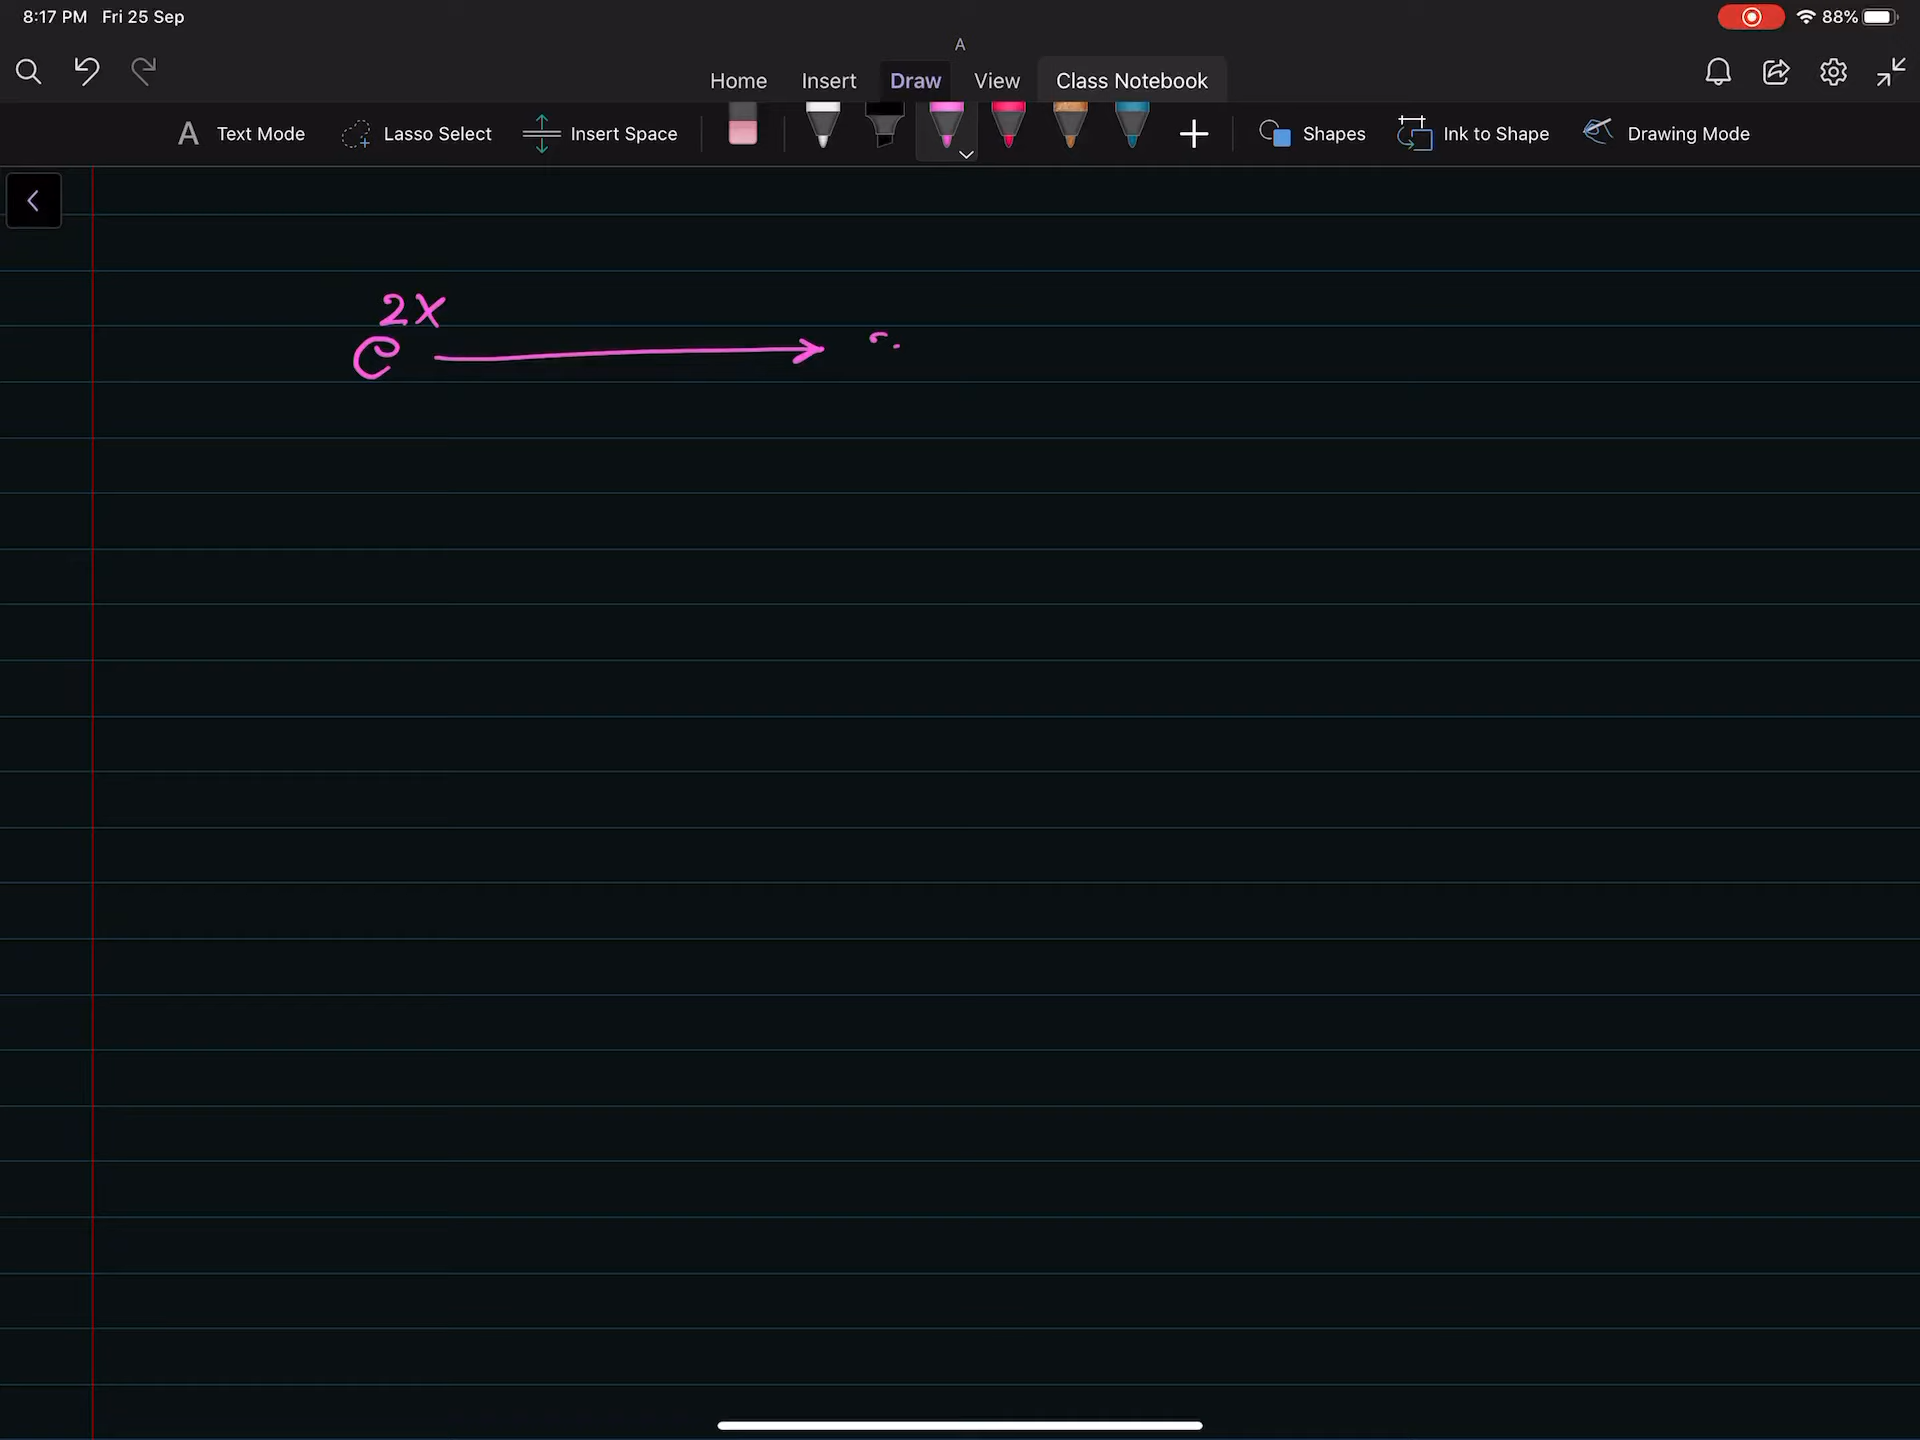 8:17 PM Fri 25 Sep 88%
A
Home Insert Draw View Class Notebook
A Text Mode Lasso Select Insert Space Shapes Ink to Shape Drawing Mode
2x
e →